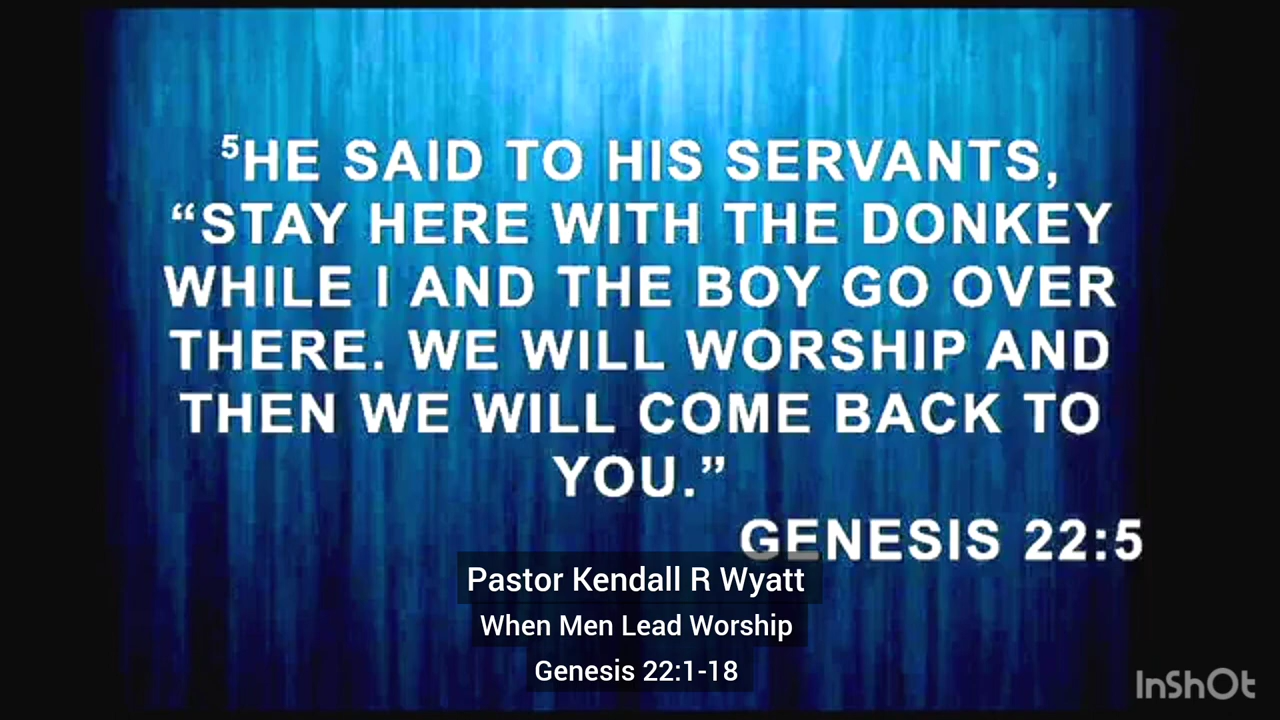 ⁵HE SAID TO HIS SERVANTS,
“STAY HERE WITH THE DONKEY
WHILE I AND THE BOY GO OVER
THERE. WE WILL WORSHIP AND
THEN WE WILL COME BACK TO
YOU.”
GENESIS 22:5
Pastor Kendall R Wyatt
When Men Lead Worship
Genesis 22:1-18
InShOt